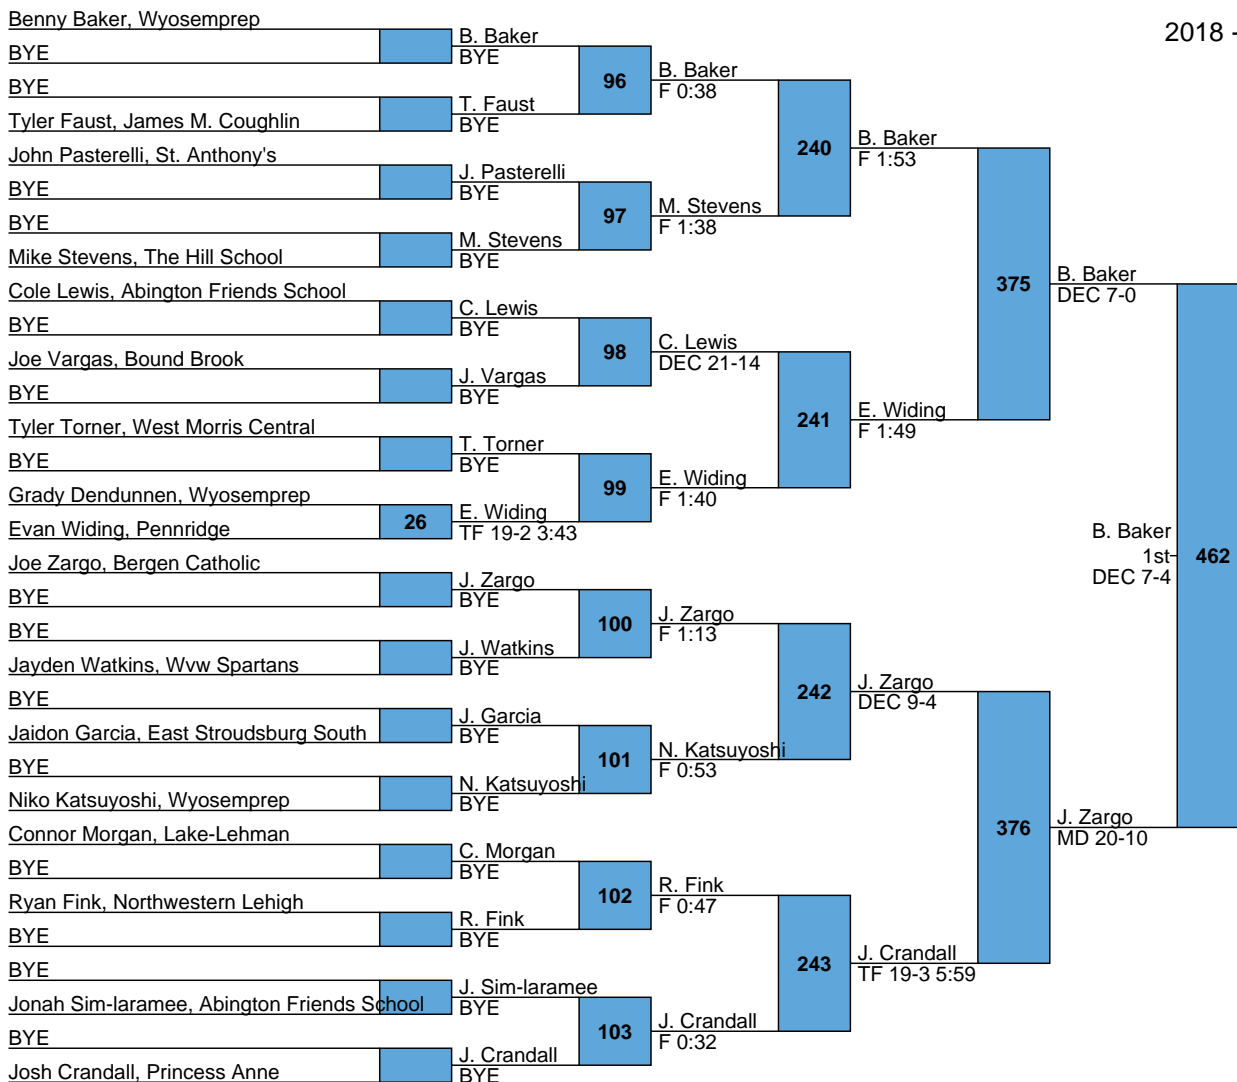 2018 -
Benny Baker, Wyosemprep
BYE
BYE
Tyler Faust, James M. Coughlin
John Pasterelli, St. Anthony's
BYE
BYE
Mike Stevens, The Hill School
Cole Lewis, Abington Friends School
BYE
Joe Vargas, Bound Brook
BYE
Tyler Torner, West Morris Central
BYE
Grady Dendunnen, Wyosemprep
Evan Widing, Pennridge
Joe Zargo, Bergen Catholic
BYE
BYE
Jayden Watkins, Wvw Spartans
BYE
Jaidon Garcia, East Stroudsburg South
BYE
Niko Katsuyoshi, Wyosemprep
Connor Morgan, Lake-Lehman
BYE
Ryan Fink, Northwestern Lehigh
BYE
BYE
Jonah Sim-laramee, Abington Friends School
BYE
Josh Crandall, Princess Anne
26
B. Baker
BYE
T. Faust
BYE
J. Pasterelli
BYE
M. Stevens
BYE
C. Lewis
BYE
J. Vargas
BYE
T. Torner
BYE
E. Widing
TF 19-2 3:43
J. Zargo
BYE
J. Watkins
BYE
J. Garcia
BYE
N. Katsuyoshi
BYE
C. Morgan
BYE
R. Fink
BYE
J. Sim-laramee
BYE
J. Crandall
BYE
96
97
98
99
100
101
102
103
B. Baker
F 0:38
M. Stevens
F 1:38
C. Lewis
DEC 21-14
E. Widing
F 1:40
J. Zargo
F 1:13
N. Katsuyoshi
F 0:53
R. Fink
F 0:47
J. Crandall
F 0:32
240
241
242
243
B. Baker
F 1:53
E. Widing
F 1:49
J. Zargo
DEC 9-4
J. Crandall
TF 19-3 5:59
375
376
B. Baker
DEC 7-0
J. Zargo
MD 20-10
462
B. Baker
1st
DEC 7-4